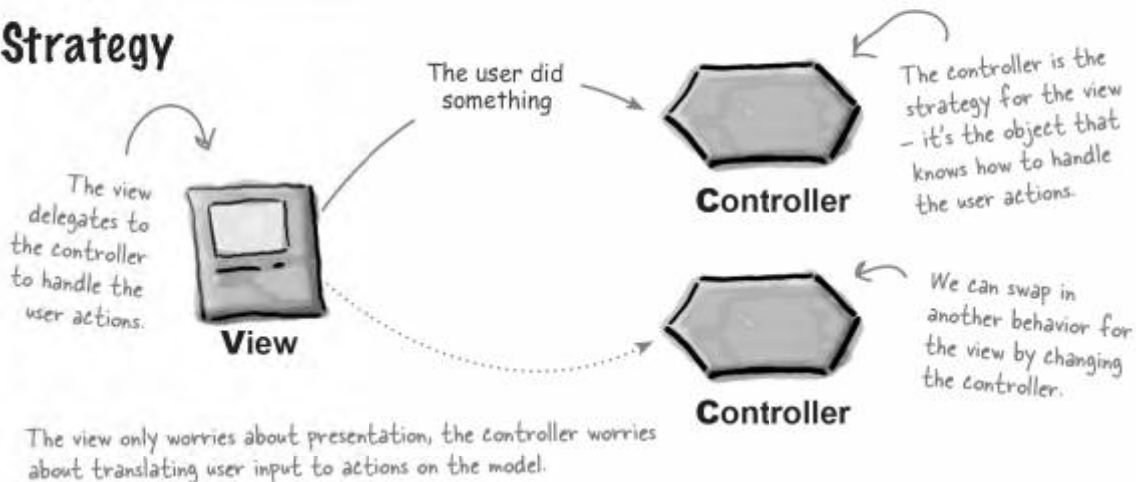 Strategy
The user did
something
The controller is the
strategy for the view
– it's the object that
knows how to handle
the user actions.
The view
delegates to
the controller
to handle the
user actions.
View
Controller
We can swap in
another behavior for
the view by changing
the controller.
Controller
The view only worries about presentation, the controller worries
about translating user input to actions on the model.